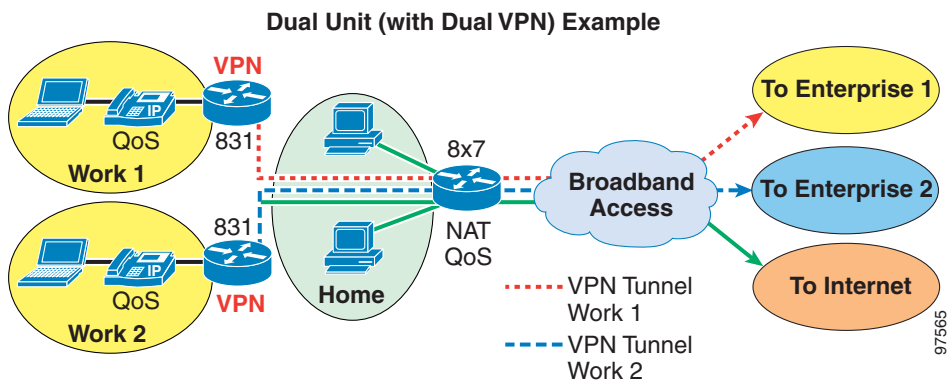 Dual Unit (with Dual VPN) Example
VPN
IP
QoS
831
Work 1
831
IP
QoS
VPN
Work 2
Home
8x7
NAT
QoS
Broadband
Access
To Enterprise 1
To Enterprise 2
To Internet
VPN Tunnel
Work 1
VPN Tunnel
Work 2
97565